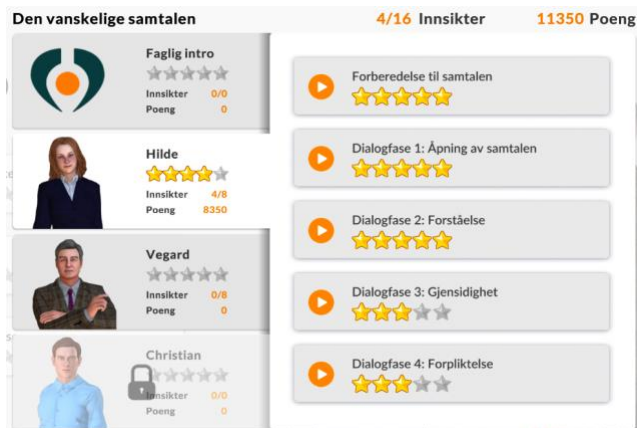 Den vanskelige samtalen
4/16 Innsikter
11350 Poeng
Faglig intro
Innsikter 0/0
Poeng 0
Hilde
Innsikter 4/8
Poeng 8350
Vegard
Innsikter 0/8
Poeng 0
Christian
Innsikter 0/0
Poeng 0
Forberedelse til samtalen
Dialogfase 1: Åpning av samtalen
Dialogfase 2: Forståelse
Dialogfase 3: Gjensidighet
Dialogfase 4: Forpliktelse